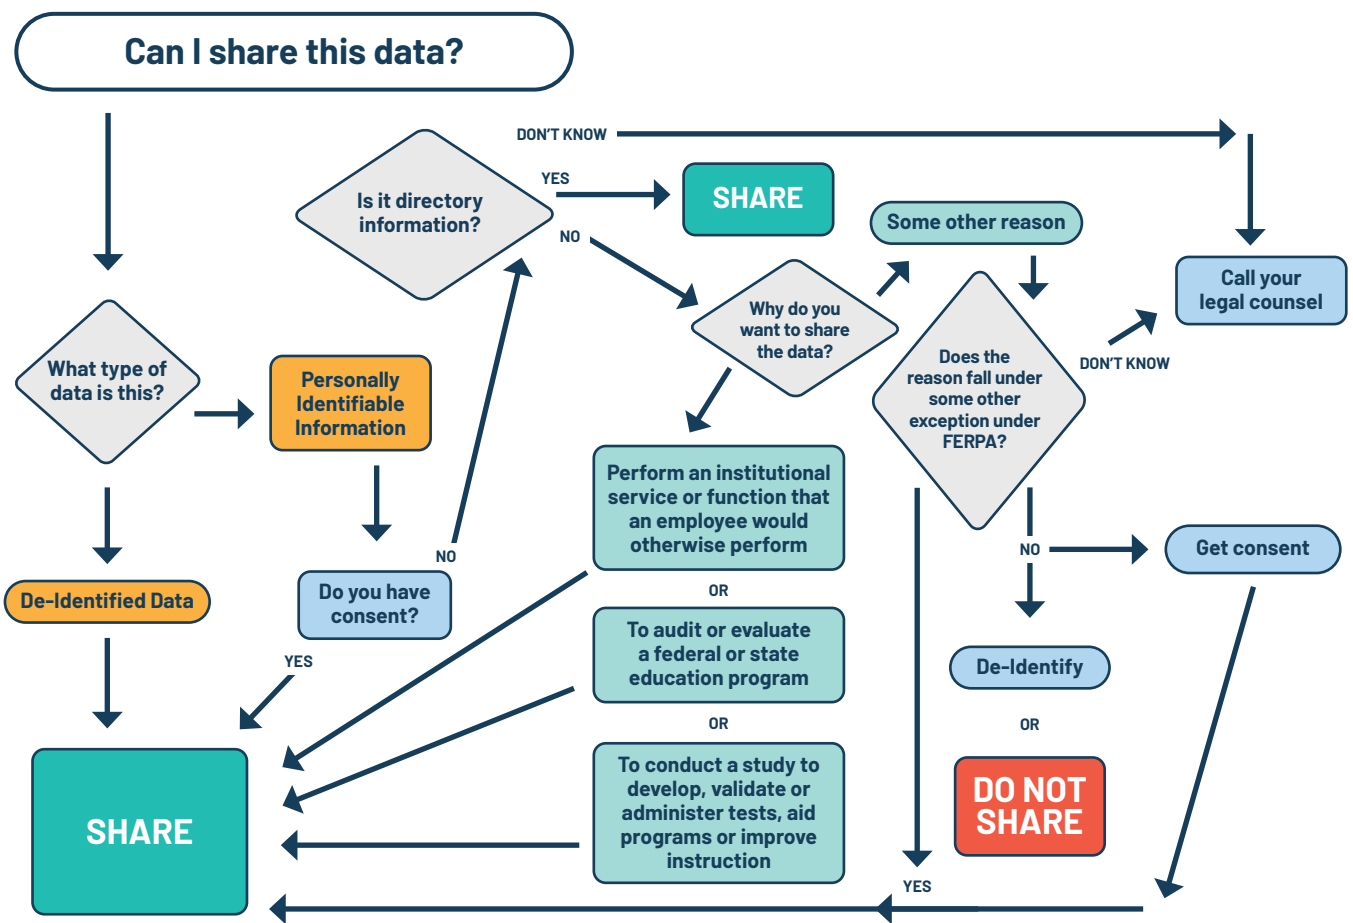 Can I share this data?
DON'T KNOW
YES
SHARE
Is it directory
information?
NO
Some other reason
Call your
legal counsel
Why do you
want to share
the data?
DON'T KNOW
What type of
data is this?
Personally
Identifiable
Information
Does the
reason fall under
some other
exception under
FERPA?
Perform an institutional
service or function that
an employee would
otherwise perform
NO
NO
Get consent
De-Identified Data
Do you have
consent?
OR
To audit or evaluate
a federal or state
education program
YES
De-Identify
OR
OR
SHARE
To conduct a study to
develop, validate or
administer tests, aid
programs or improve
instruction
DO NOT
SHARE
YES